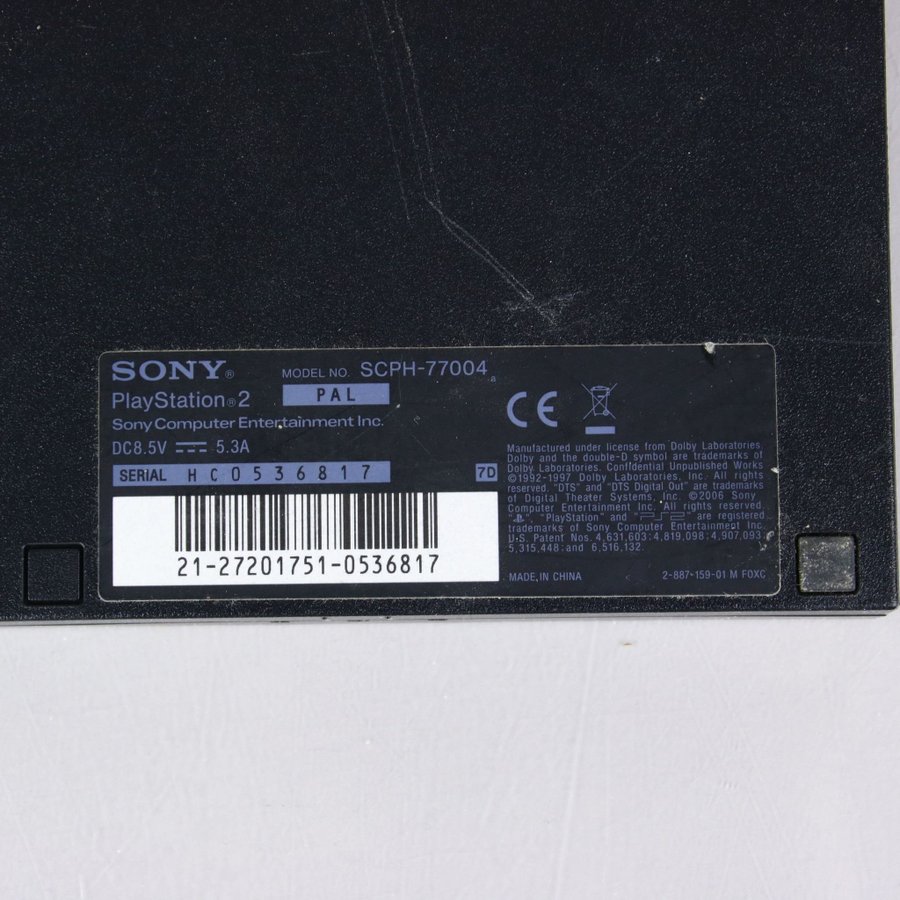 SONY®
MODEL NO. SCPH-77004 a
PlayStation®2
PAL
Sony Computer Entertainment Inc.
DC8.5V ⎓ 5.3A
SERIAL HC0536817
7D
21-27201751-0536817
CE
Manufactured under license from Dolby Laboratories.
Dolby and the double-D symbol are trademarks of
Dolby Laboratories. Confidential Unpublished Works
©1992-1997 Dolby Laboratories, Inc. All rights
reserved. "DTS" and "DTS Digital Out" are trademarks
of Digital Theater Systems, Inc. ©2006 Sony
Computer Entertainment Inc. All rights reserved.
"PlayStation" and "PS2" are registered
trademarks of Sony Computer Entertainment Inc.
U.S. Patent Nos. 4,631,603; 4,819,098; 4,907,093;
5,315,448; and 6,516,132.
MADE IN CHINA
2-887-159-01 M FOXC